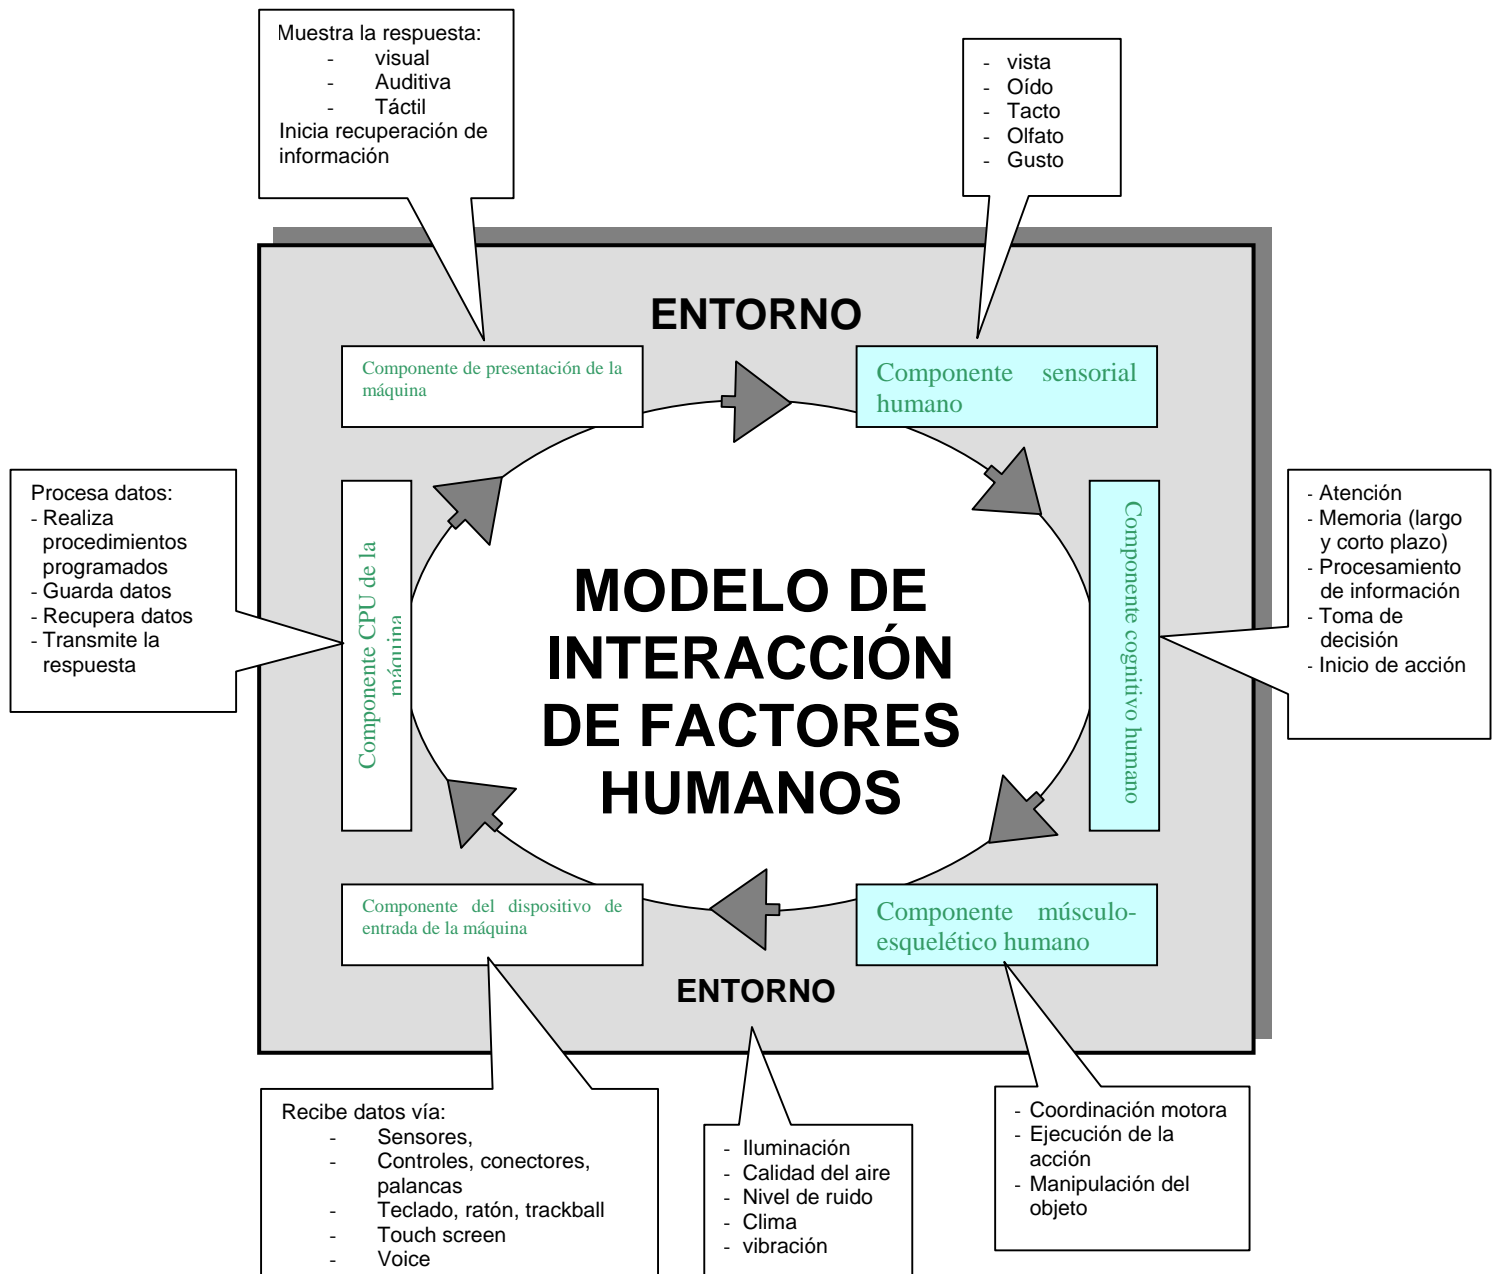 Muestra la respuesta:
- visual
- Auditiva
- Táctil
Inicia recuperación de
información
- vista
- Oído
- Tacto
- Olfato
- Gusto
ENTORNO
Componente de presentación de la
máquina
Componente sensorial
humano
Procesa datos:
- Realiza
procedimientos
programados
- Guarda datos
- Recupera datos
- Transmite la
respuesta
Componente CPU de la
máquina
MODELO DE
INTERACCIÓN
DE FACTORES
HUMANOS
Componente cognitivo humano
- Atención
- Memoria (largo
y corto plazo)
- Procesamiento
de información
- Toma de
decisión
- Inicio de acción
Componente del dispositivo de
entrada de la máquina
Componente músculo-
esquelético humano
ENTORNO
Recibe datos vía:
- Sensores,
- Controles, conectores,
palancas
- Teclado, ratón, trackball
- Touch screen
- Voice
- Iluminación
- Calidad del aire
- Nivel de ruido
- Clima
- vibración
- Coordinación motora
- Ejecución de la
acción
- Manipulación del
objeto